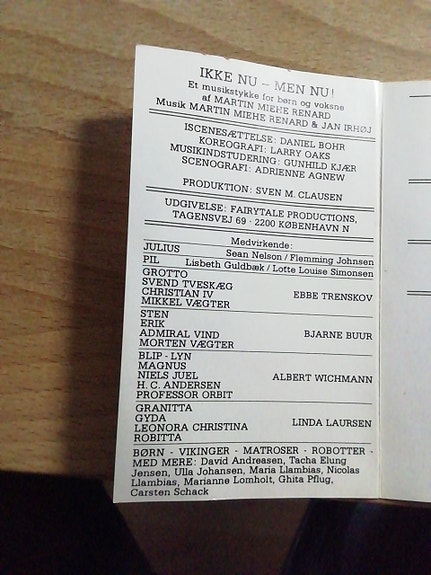 IKKE NU – MEN NU!
Et musikstykke for børn og voksne
af MARTIN MIEHE RENARD
Musik MARTIN MIEHE RENARD & JAN IRHØJ
ISCENESÆTTELSE: DANIEL BOHR
KOREOGRAFI: LARRY OAKS
MUSIKINDSTUDERING: GUNHILD KJÆR
SCENOGRAFI: ADRIENNE AGNEW
PRODUKTION: SVEN M. CLAUSEN
UDGIVELSE: FAIRYTALE PRODUCTIONS,
TAGENSVEJ 69 · 2200 KØBENHAVN N
Medvirkende:
JULIUS Sean Nelson / Flemming Johnsen
PIL Lisbeth Guldbæk / Lotte Louise Simonsen
GROTTO
SVEND TVESKÆG
CHRISTIAN IV EBBE TRENSKOV
MIKKEL VÆGTER
STEN
ERIK
ADMIRAL VIND BJARNE BUUR
MORTEN VÆGTER
BLIP - LYN
MAGNUS
NIELS JUEL ALBERT WICHMANN
H. C. ANDERSEN
PROFESSOR ORBIT
GRANITTA
GYDA
LEONORA CHRISTINA LINDA LAURSEN
ROBITTA
BØRN - VIKINGER - MATROSER - ROBOTTER -
MED MERE: David Andreasen, Tacha Elung
Jensen, Ulla Johansen, Maria Llambias, Nicolas
Llambias, Marianne Lomholt, Ghita Pflug,
Carsten Schack